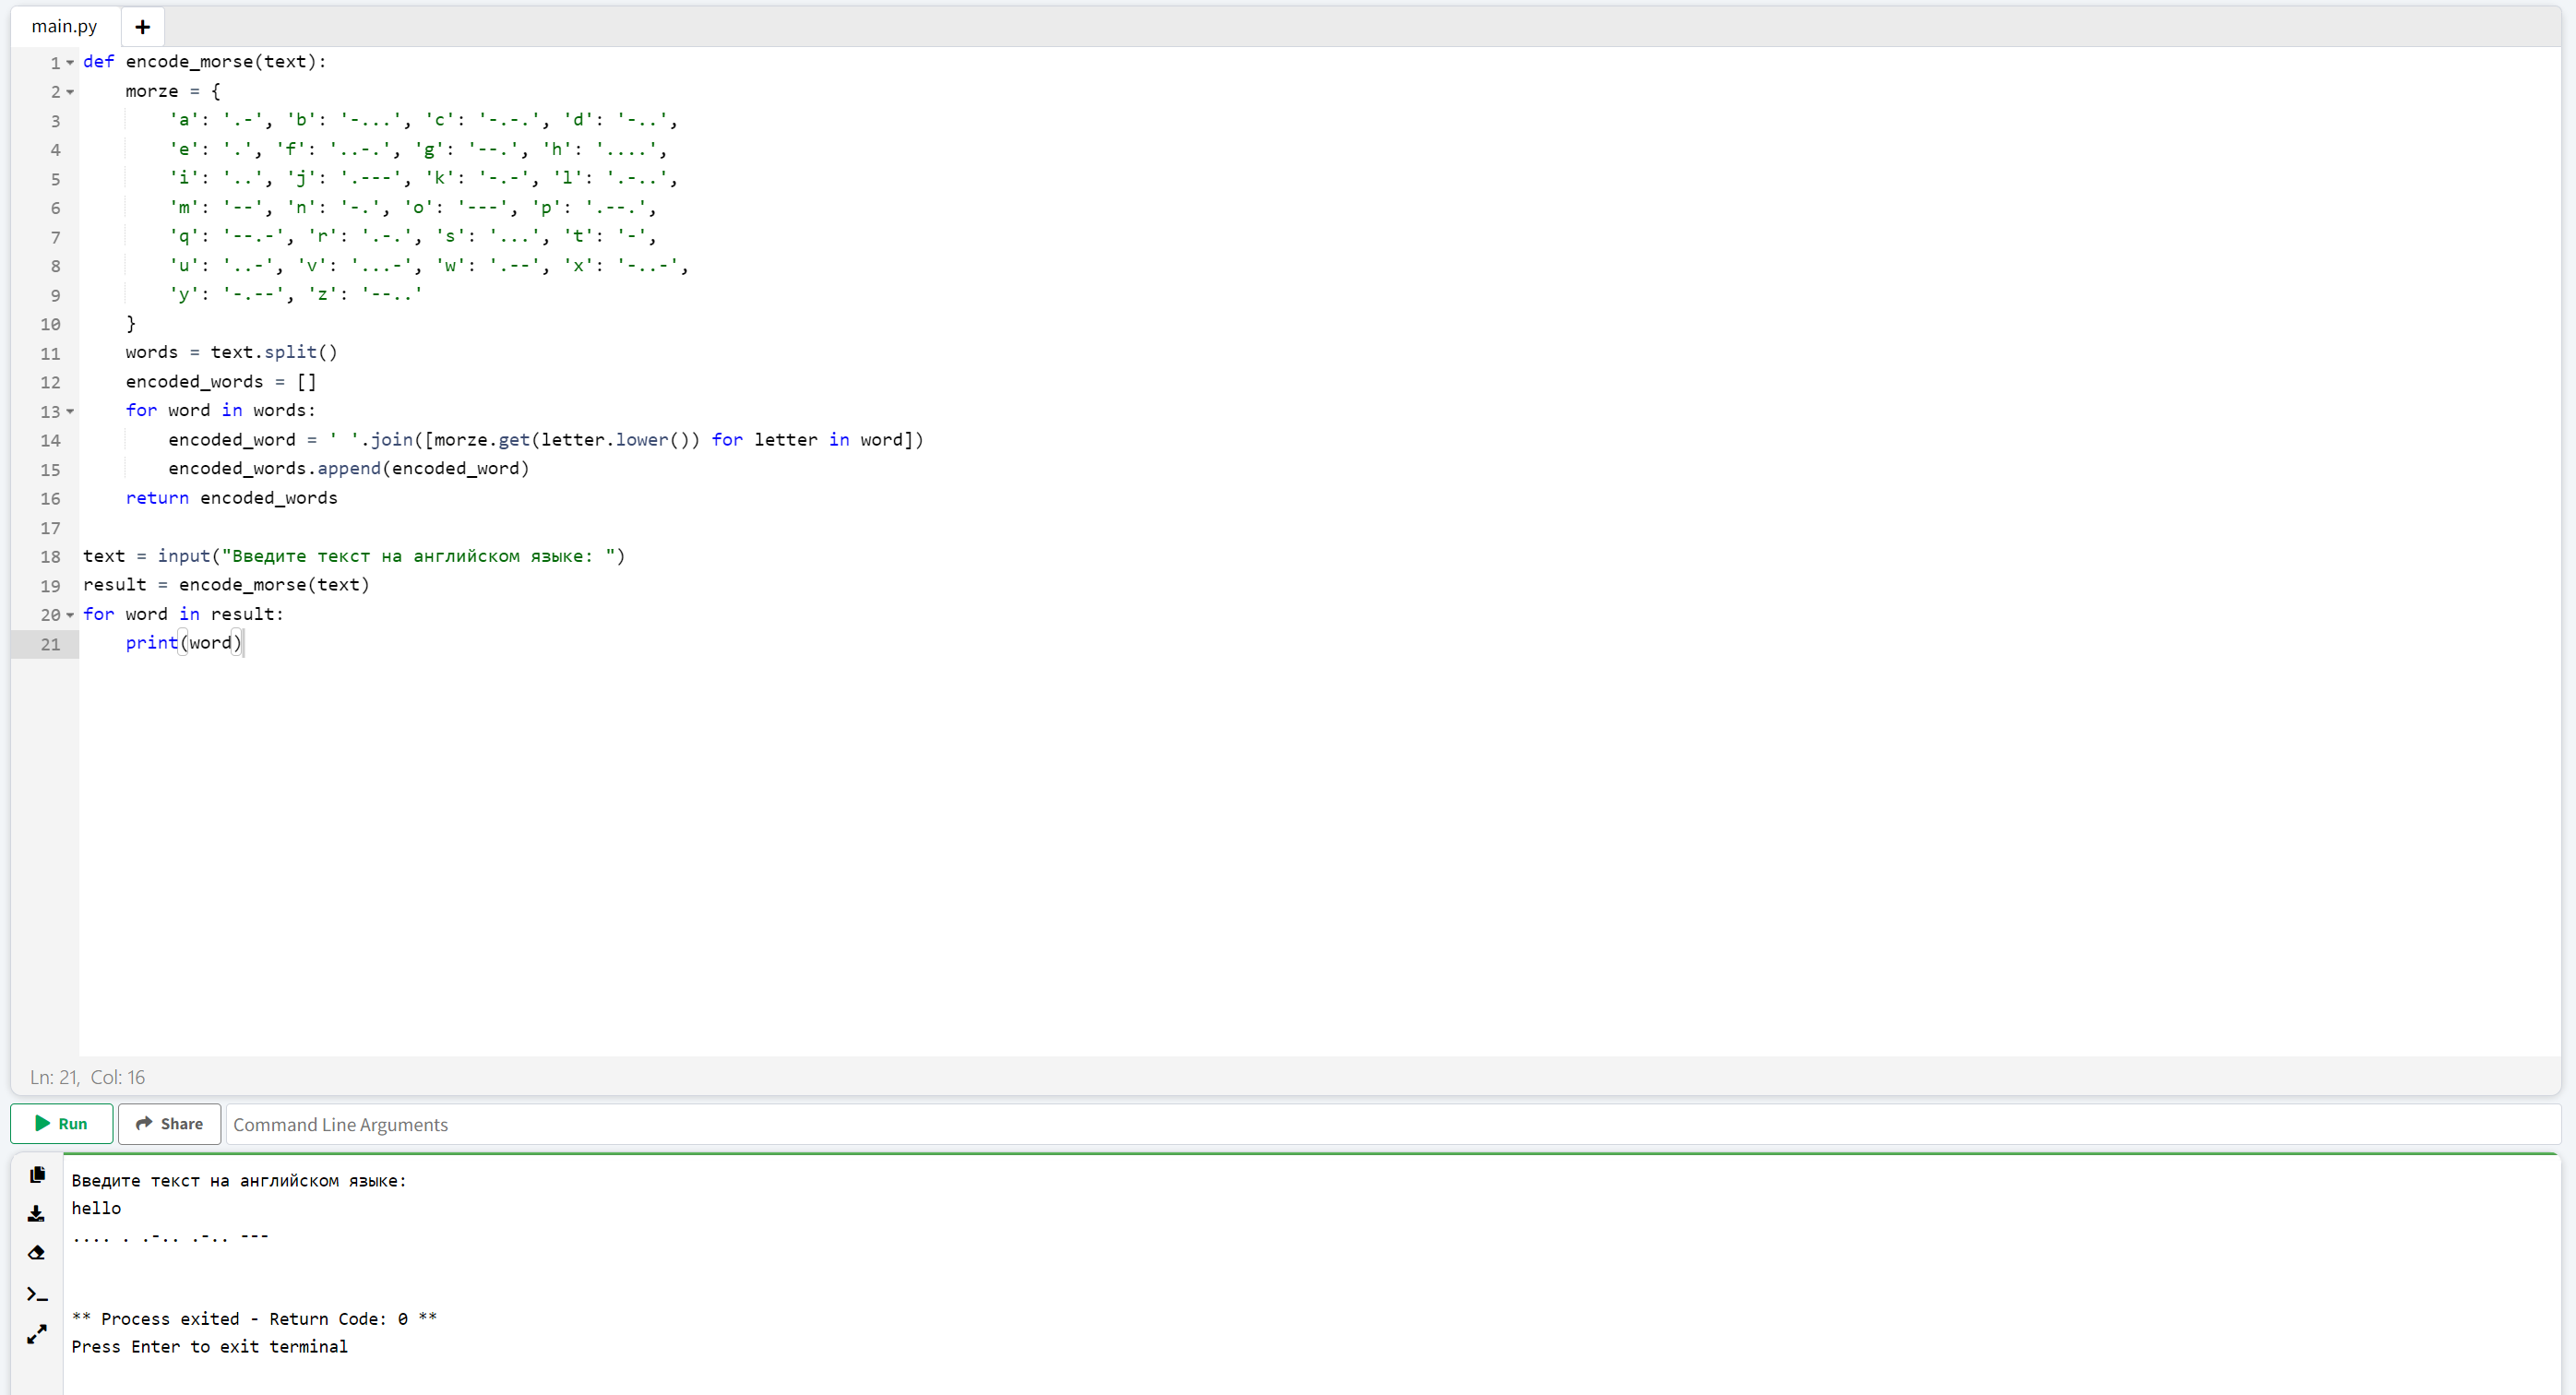 main.py +
1 def encode_morse(text):
2     morze = {
3         'a': '.-', 'b': '-...', 'c': '-.-.', 'd': '-..',
4         'e': '.', 'f': '..-.', 'g': '--.', 'h': '....',
5         'i': '..', 'j': '.---', 'k': '-.-', 'l': '.-..',
6         'm': '--', 'n': '-.', 'o': '---', 'p': '.--.',
7         'q': '--.-', 'r': '.-.', 's': '...', 't': '-',
8         'u': '..-', 'v': '...-', 'w': '.--', 'x': '-..-',
9         'y': '-.--', 'z': '--..'
10     }
11     words = text.split()
12     encoded_words = []
13     for word in words:
14         encoded_word = ' '.join([morze.get(letter.lower()) for letter in word])
15         encoded_words.append(encoded_word)
16     return encoded_words
17
18 text = input("Введите текст на английском языке: ")
19 result = encode_morse(text)
20 for word in result:
21     print(word)
Ln: 21, Col: 16
Run Share Command Line Arguments
Введите текст на английском языке:
hello
.... . .-.. .-.. ---
** Process exited - Return Code: 0 **
Press Enter to exit terminal